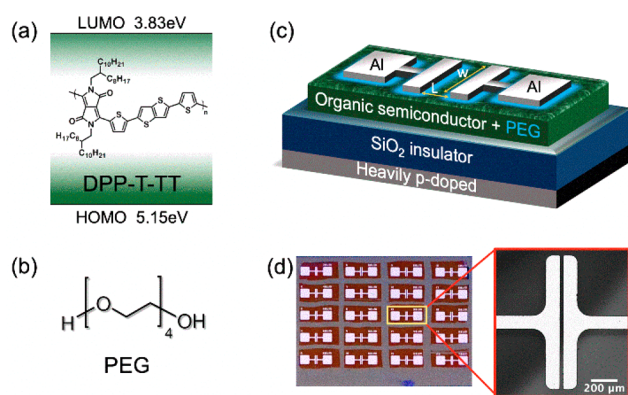 (a)
LUMO 3.83eV
C10H21
C8H17
N
O
S
S
S
S
n
O
N
H17C8
C10H21
DPP-T-TT
HOMO 5.15eV
(b)
H
O
OH
4
PEG
(c)
Al
W
L
Al
Organic semiconductor + PEG
SiO2 insulator
Heavily p-doped
(d)
200 µm